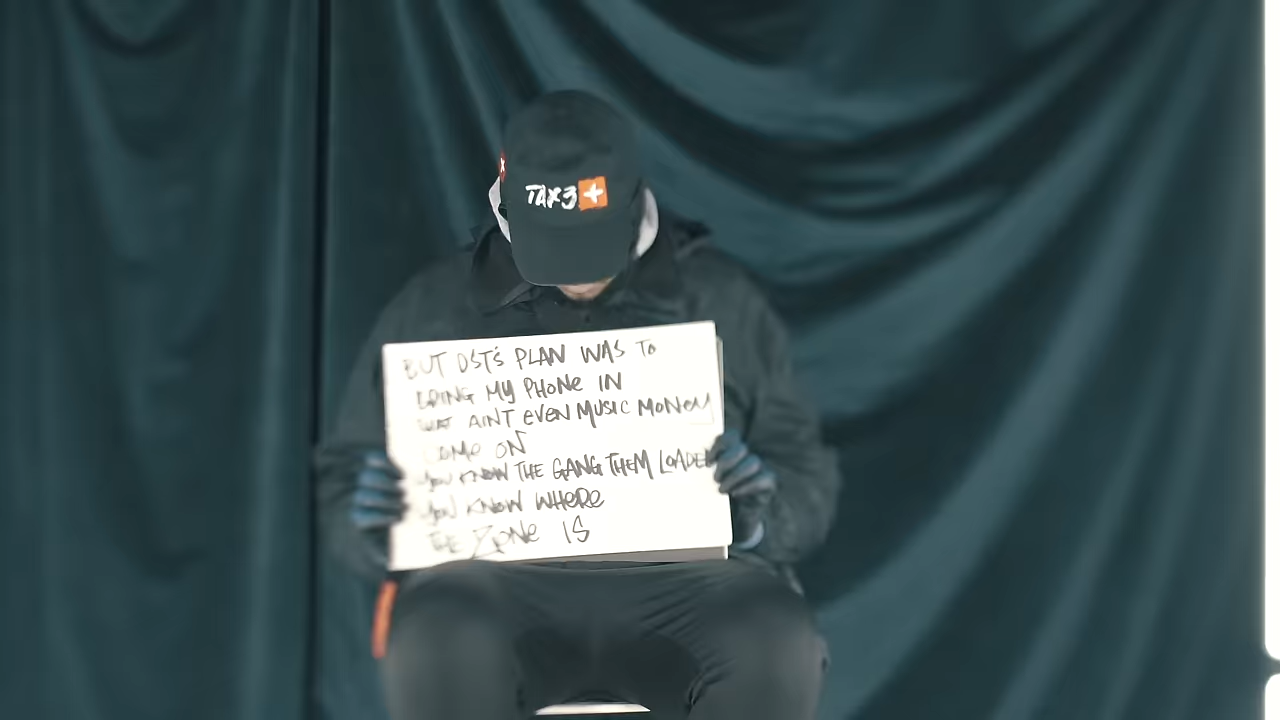 TAX3+
BUT DST'S PLAN WAS TO
BRING MY PHONE IN
THAT AINT EVEN MUSIC MONEY
COME ON
YOU KNOW THE GANG THEM LOADED
YOU KNOW WHERE
THE ZONE IS